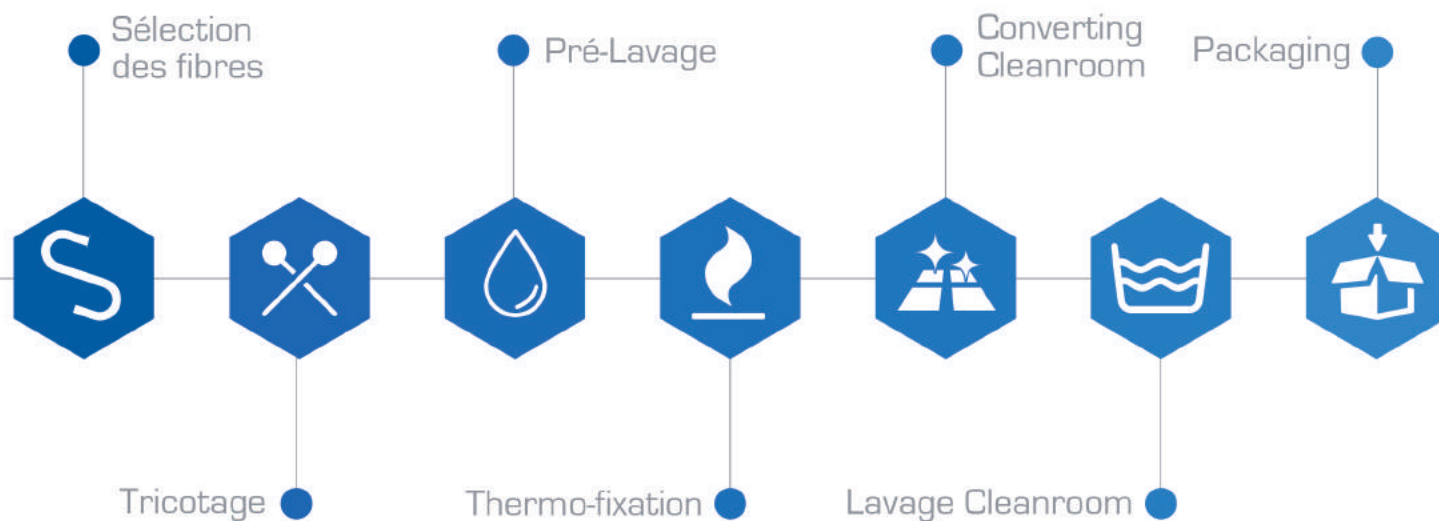 Sélection
des fibres
Pré-Lavage
Converting
Cleanroom
Packaging
Tricotage
Thermo-fixation
Lavage Cleanroom